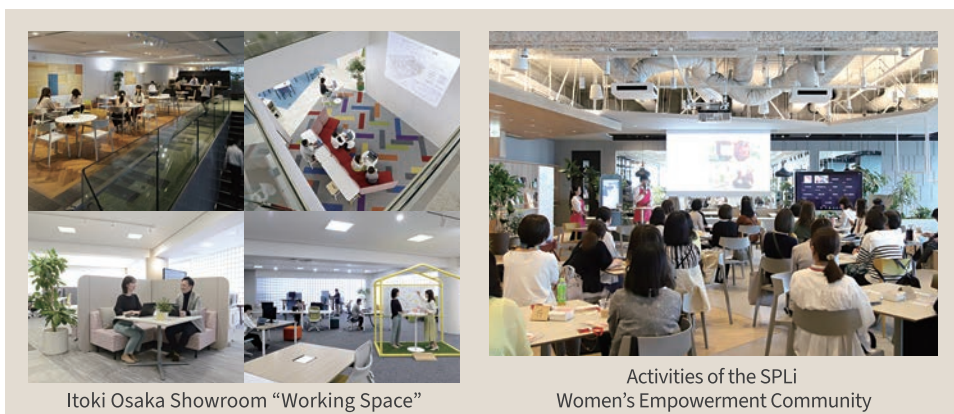 Itoki Osaka Showroom “Working Space”
Activities of the SPLi
Women’s Empowerment Community